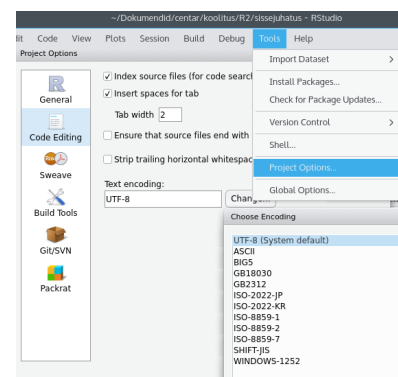 ~/Dokumendid/centar/koolitus/R2/sissejuhatus - RStudio
Code View Plots Session Build Debug Tools Help
Project Options
Import Dataset
Install Packages...
Check for Package Updates...
Version Control
Shell...
Project Options...
Global Options...
General
Code Editing
Sweave
Build Tools
Git/SVN
Packrat
Index source files (for code
Insert spaces for tab
Tab width 2
Ensure that source files end with
Strip trailing horizontal
Text encoding:
UTF-8
Choose Encoding
UTF-8 (System default)
ASCII
BIG5
GB18030
GB2312
ISO-2022-JP
ISO-2022-KR
ISO-8859-1
ISO-8859-2
ISO-8859-7
SHIFT-JIS
WINDOWS-1252